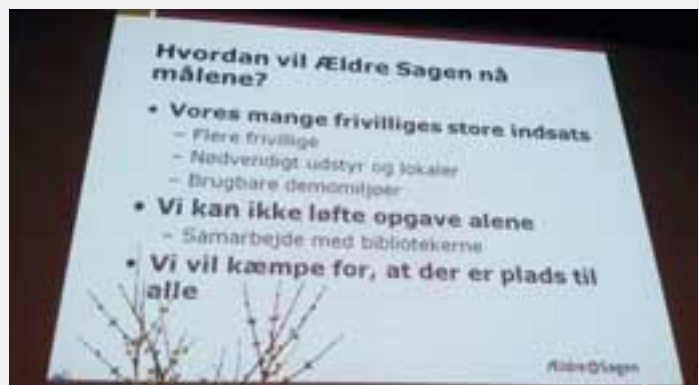 Hvordan vil Ældre Sagen nå
målene?
• Vores mange frivilliges store indsats
– Flere frivillige
– Nødvendigt udstyr og lokaler
– Brugbare demomiljøer
• Vi kan ikke løfte opgave alene
– Samarbejde med bibliotekerne
• Vi vil kæmpe for, at der er plads til
alle
Ældre Sagen